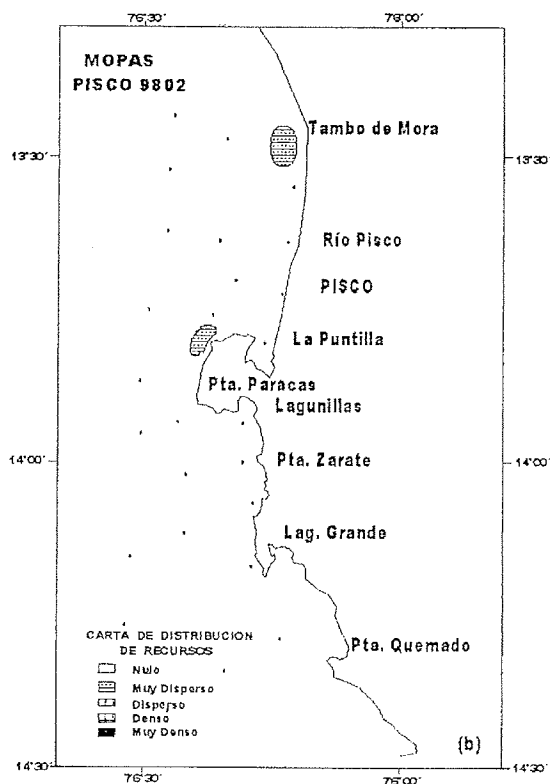 76°30' 76°00'
MOPAS
PISCO 9802
Tambo de Mora
13°30' 13°30'
Río Pisco
PISCO
La Puntilla
Pta. Paracas
Lagunillas
14°00' 14°00'
Pta. Zarate
Lag. Grande
CARTA DE DISTRIBUCION
DE RECURSOS
Nulo
Muy Disperso
Disperso
Denso
Muy Denso
Pta. Quemado
(b)
14°30' 14°30'
76°30' 76°00'